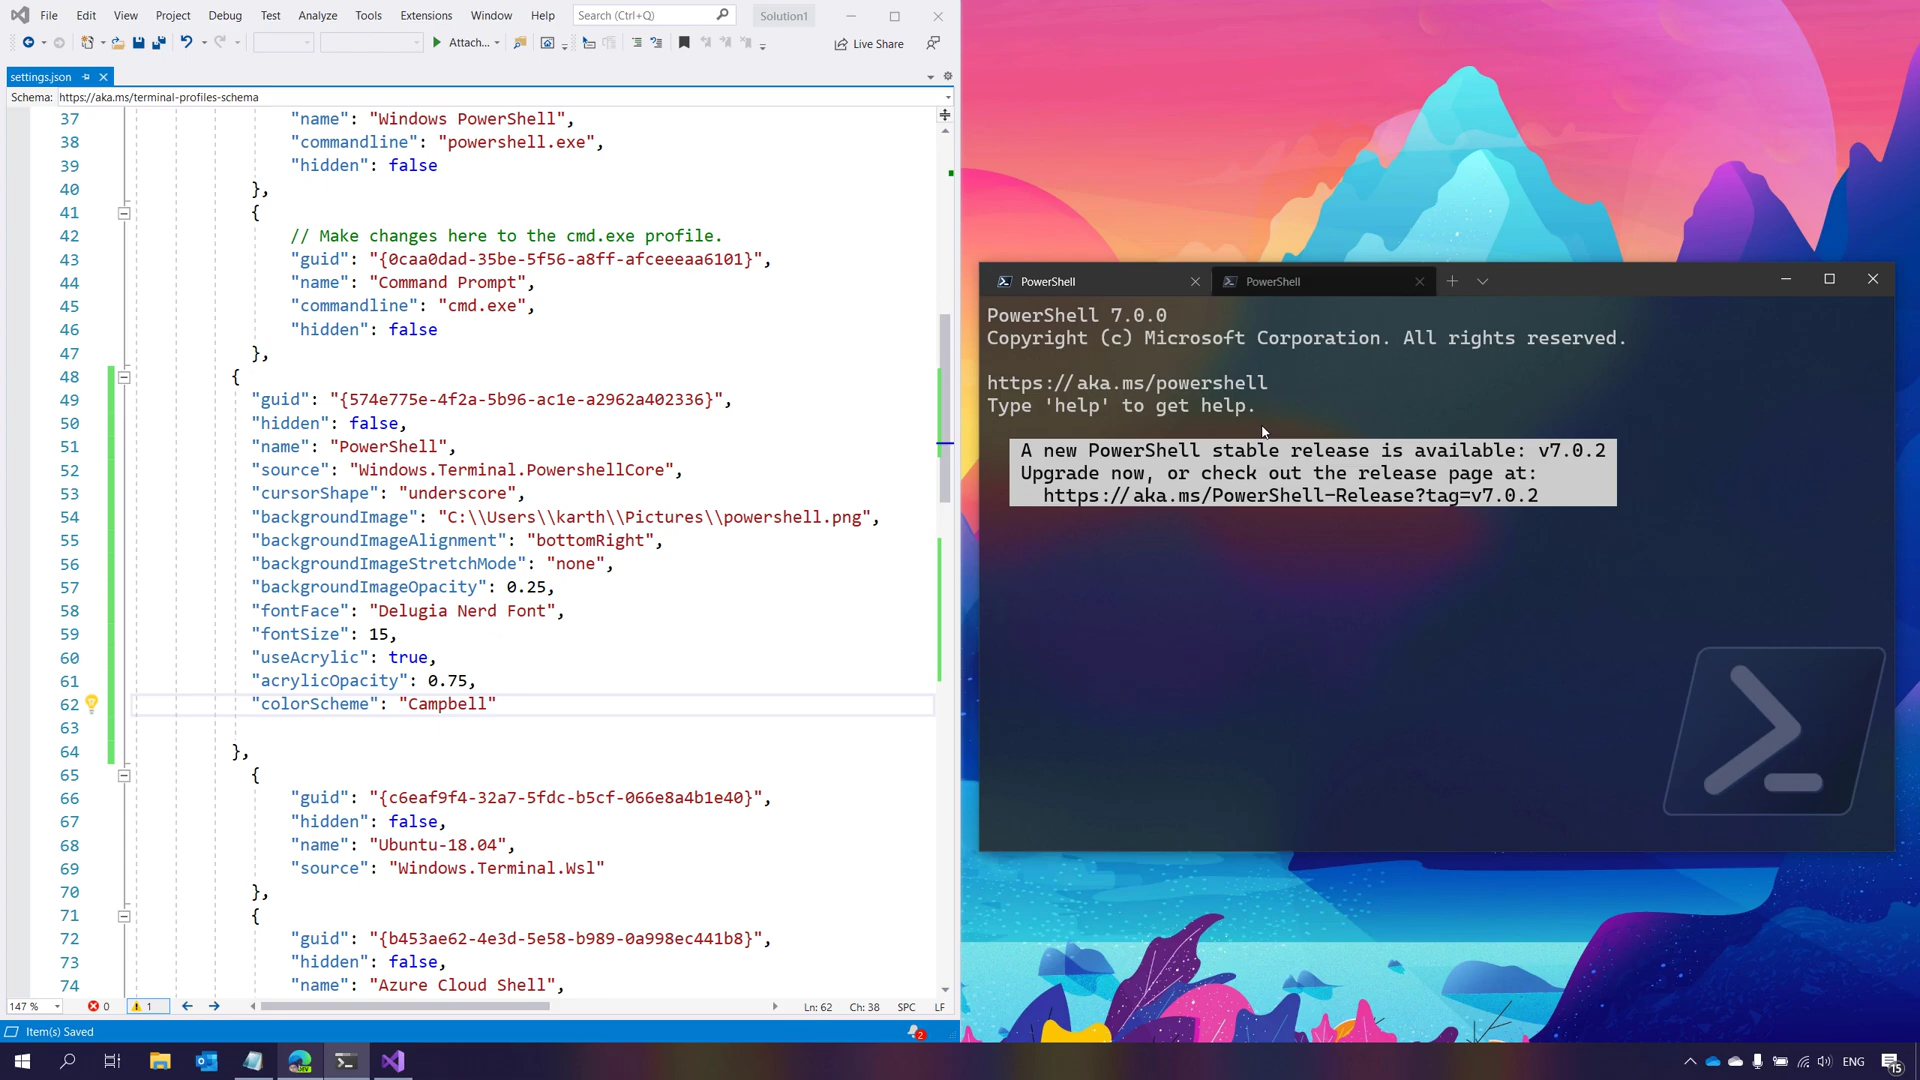 File Edit View Project Debug Test Analyze Tools Extensions Window Help Search (Ctrl+Q) Solution1
Attach... Live Share
settings.json
Schema: https://aka.ms/terminal-profiles-schema
37 "name": "Windows PowerShell",
38 "commandline": "powershell.exe",
39 "hidden": false
40 },
41 {
42 // Make changes here to the cmd.exe profile.
43 "guid": "{0caa0dad-35be-5f56-a8ff-afceeeaa6101}",
44 "name": "Command Prompt",
45 "commandline": "cmd.exe",
46 "hidden": false
47 },
48 {
49 "guid": "{574e775e-4f2a-5b96-ac1e-a2962a402336}",
50 "hidden": false,
51 "name": "PowerShell",
52 "source": "Windows.Terminal.PowershellCore",
53 "cursorShape": "underscore",
54 "backgroundImage": "C:\\Users\\karth\\Pictures\\powershell.png",
55 "backgroundImageAlignment": "bottomRight",
56 "backgroundImageStretchMode": "none",
57 "backgroundImageOpacity": 0.25,
58 "fontFace": "Delugia Nerd Font",
59 "fontSize": 15,
60 "useAcrylic": true,
61 "acrylicOpacity": 0.75,
62 "colorScheme": "Campbell"
63
64 },
65 {
66 "guid": "{c6eaf9f4-32a7-5fdc-b5cf-066e8a4b1e40}",
67 "hidden": false,
68 "name": "Ubuntu-18.04",
69 "source": "Windows.Terminal.Wsl"
70 },
71 {
72 "guid": "{b453ae62-4e3d-5e58-b989-0a998ec441b8}",
73 "hidden": false,
74 "name": "Azure Cloud Shell",
147 % 0 1 Ln: 62 Ch: 38 SPC LF
Item(s) Saved 2
PowerShell PowerShell
PowerShell 7.0.0
Copyright (c) Microsoft Corporation. All rights reserved.
https://aka.ms/powershell
Type 'help' to get help.
A new PowerShell stable release is available: v7.0.2
Upgrade now, or check out the release page at:
https://aka.ms/PowerShell-Release?tag=v7.0.2
DEV ENG 15